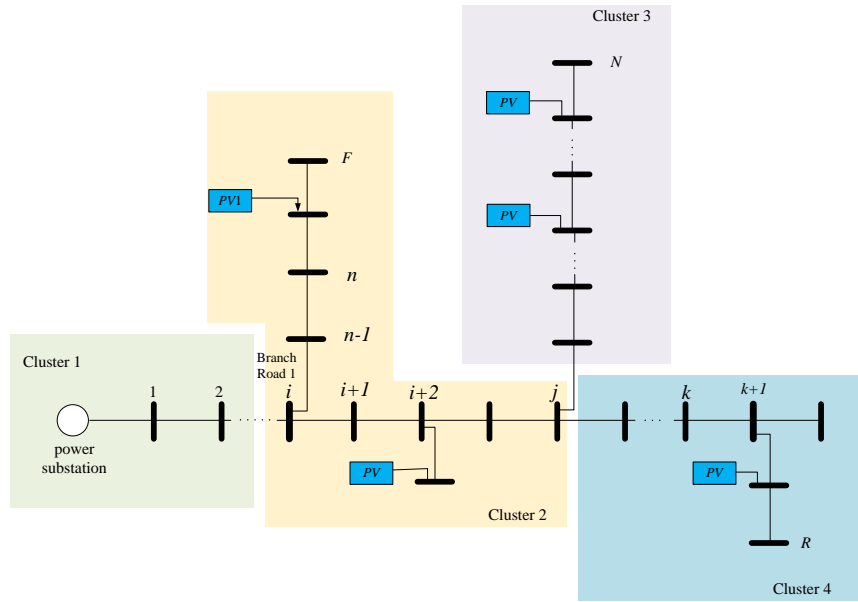 Cluster 3
N
PV
F
PV1
PV
n
n-1
Cluster 1
Branch
Road 1
1
2
i
i+1
i+2
j
k
k+1
power
substation
PV
PV
Cluster 2
R
Cluster 4